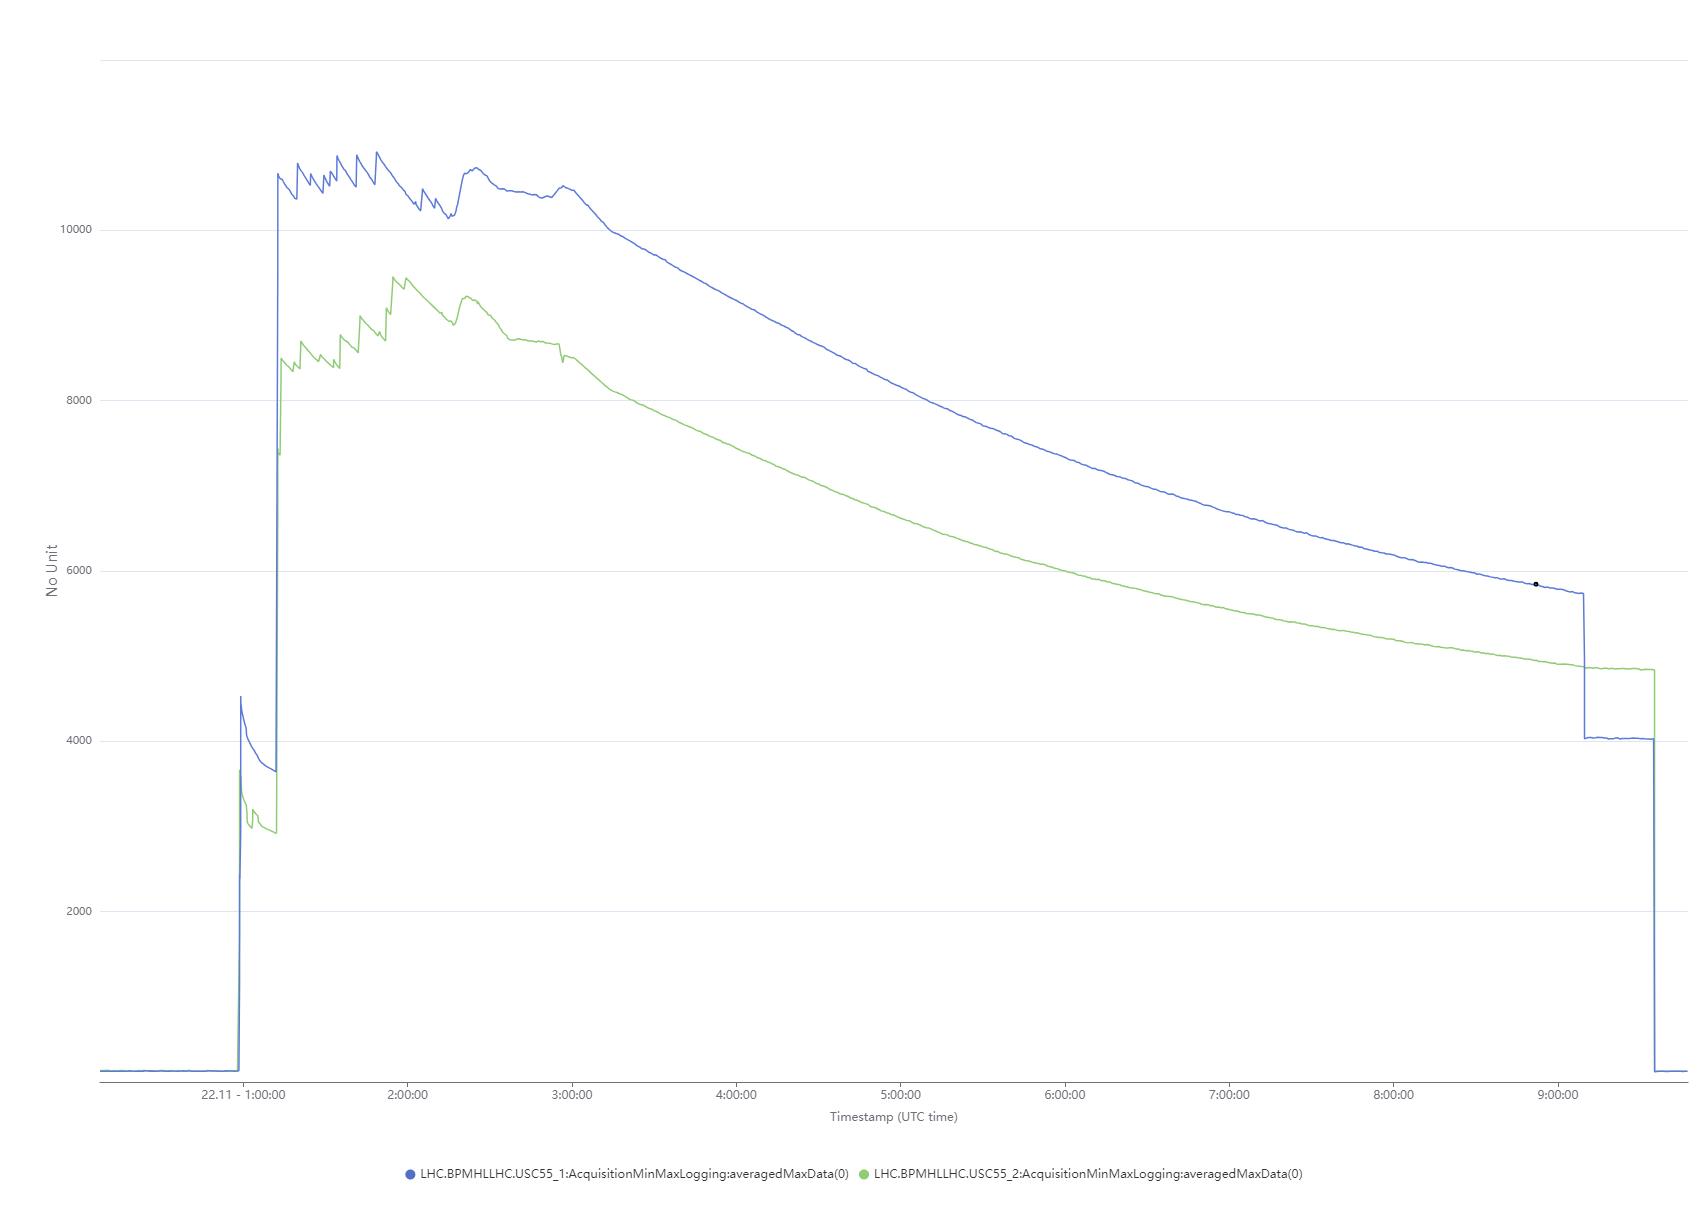 10000
8000
6000
4000
2000
No Unit
22.11 - 1:00:00 2:00:00 3:00:00 4:00:00 5:00:00 6:00:00 7:00:00 8:00:00 9:00:00
Timestamp (UTC time)
LHC.BPMHLLHC.USC55_1:AcquisitionMinMaxLogging:averagedMaxData(0) LHC.BPMHLLHC.USC55_2:AcquisitionMinMaxLogging:averagedMaxData(0)